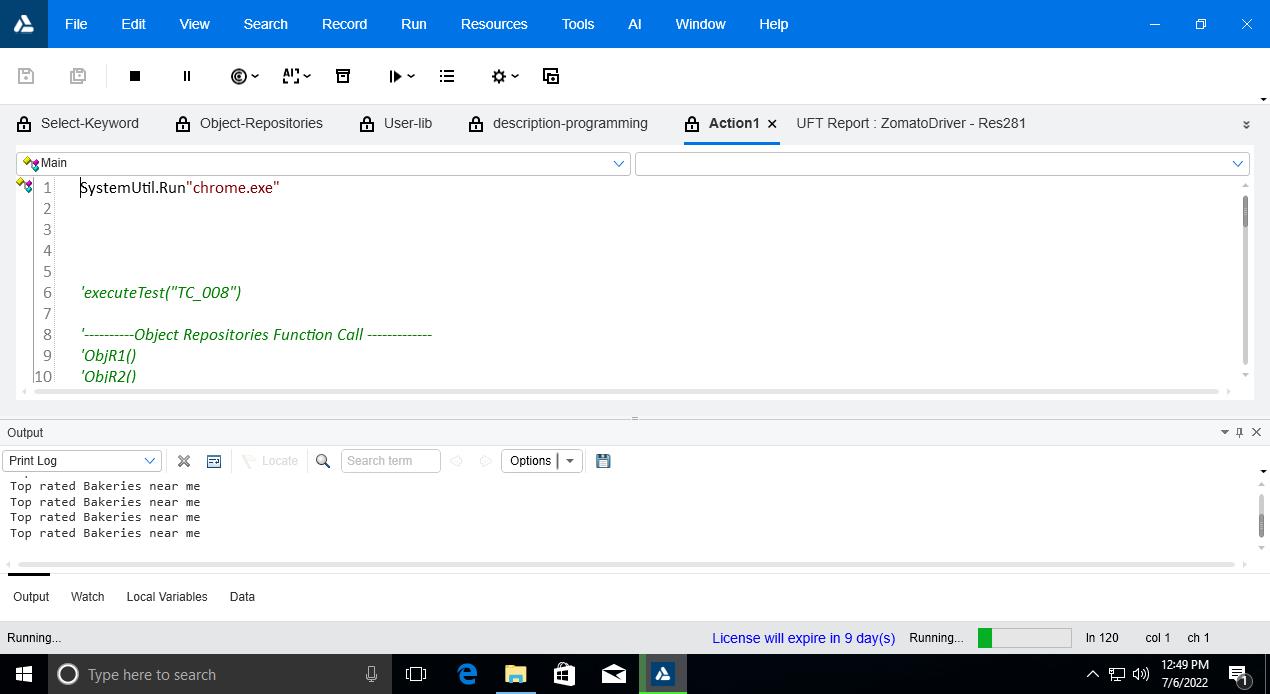 File Edit View Search Record Run Resources Tools AI Window Help
Select-Keyword Object-Repositories User-lib description-programming Action1 UFT Report : ZomatoDriver - Res281
Main
1 SystemUtil.Run"chrome.exe"
2
3
4
5
6 'executeTest("TC_008")
7
8 '----------Object Repositories Function Call -------------
9 'ObjR1()
10 'ObjR2()
Output
Print Log Locate Search term Options
Top rated Bakeries near me
Top rated Bakeries near me
Top rated Bakeries near me
Top rated Bakeries near me
Output Watch Local Variables Data
Running... License will expire in 9 day(s) Running... ln 120 col 1 ch 1
Type here to search 12:49 PM
7/6/2022 1